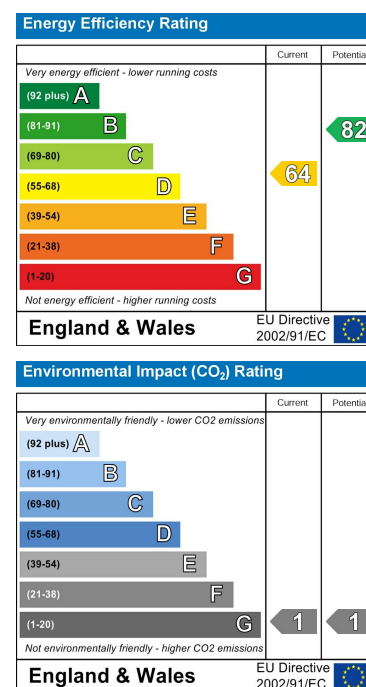 Energy Efficiency Rating
Current Potentia
Very energy efficient - lower running costs
(92 plus) A
(81-91) B
82
(69-80) C
64
(55-68) D
(39-54) E
(21-38) F
(1-20) G
Not energy efficient - higher running costs
England & Wales
EU Directive
2002/91/EC
Environmental Impact (CO₂) Rating
Current Potentia
Very environmentally friendly - lower CO2 emissions
(92 plus) A
(81-91) B
(69-80) C
(55-68) D
(39-54) E
(21-38) F
(1-20) G 1 1
Not environmentally friendly - higher CO2 emissions
England & Wales
EU Directive
2002/91/EC